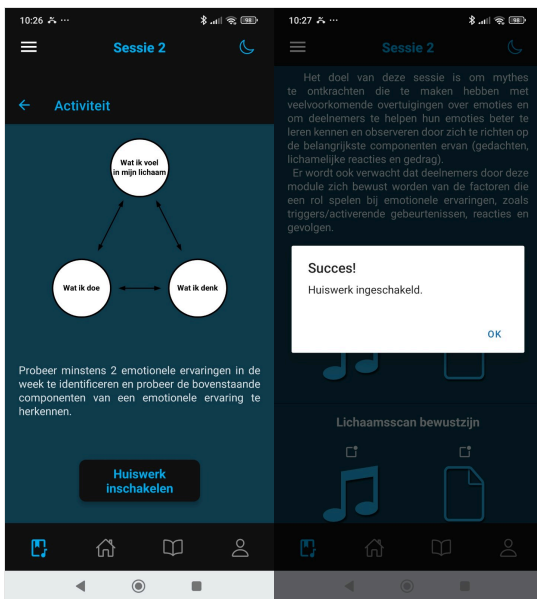 10:26 ...
98
Sessie 2
Activiteit
Wat ik voel
in mijn lichaam
Wat ik doe
Wat ik denk
Probeer minstens 2 emotionele ervaringen in de
week te identificeren en probeer de bovenstaande
componenten van een emotionele ervaring te
herkennen.
Huiswerk
inschakelen
10:27 ...
98
Sessie 2
Het doel van deze sessie is om mythes
te ontkrachten die te maken hebben met
veelvoorkomende overtuigingen over emoties en
om deelnemers te helpen hun emoties beter te
leren kennen en observeren door zich te richten op
de belangrijkste componenten ervan (gedachten,
lichamelijke reacties en gedrag).
Er wordt ook verwacht dat deelnemers door deze
module zich bewust worden van de factoren die
een rol spelen bij emotionele ervaringen, zoals
triggers/activerende gebeurtenissen, reacties en
gevolgen.
Succes!
Huiswerk ingeschakeld.
OK
Lichaamsscan bewustzijn